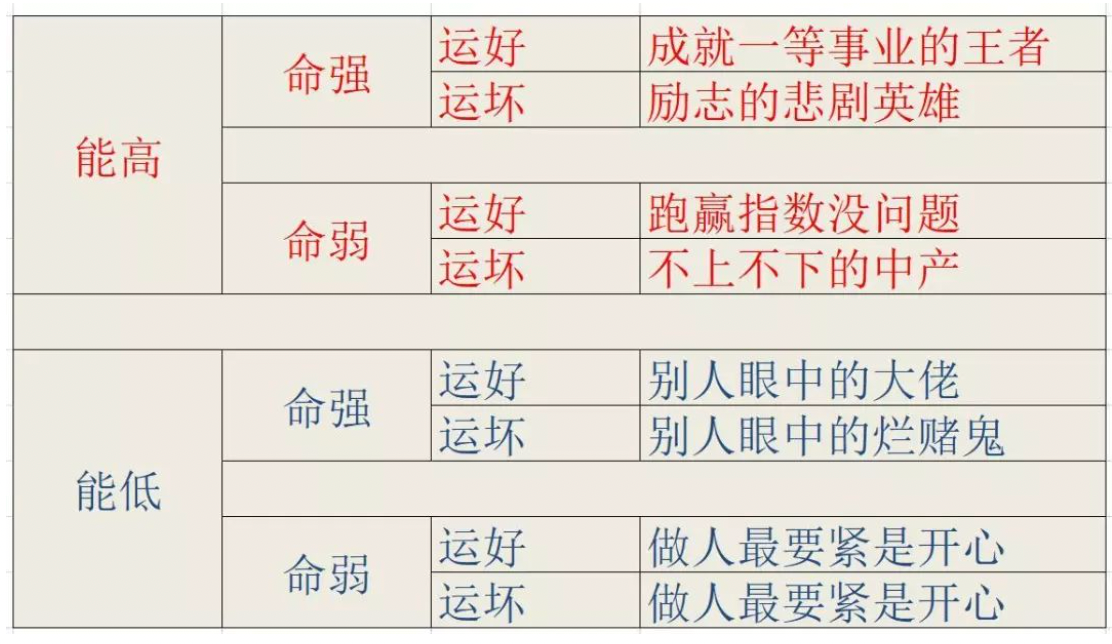 能高
命强
运好 成就一等事业的王者
运坏 励志的悲剧英雄
命弱
运好 跑赢指数没问题
运坏 不上不下的中产
能低
命强
运好 别人眼中的大佬
运坏 别人眼中的烂赌鬼
命弱
运好 做人最要紧是开心
运坏 做人最要紧是开心